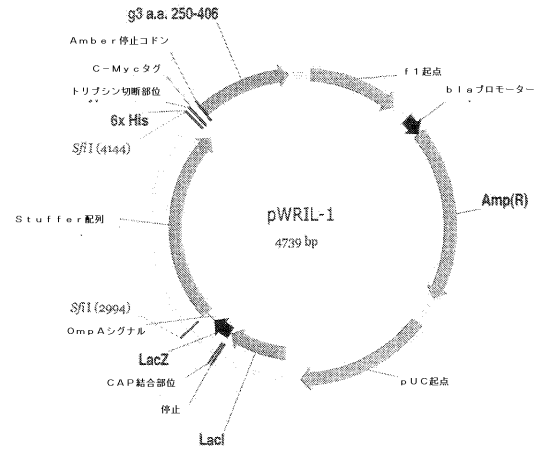 g3 a.a. 250-406
Amber停止コドン
C-Mycタグ
トリプシン切断部位
6x His
SfiI (4144)
Stuffer配列
SfiI (2994)
OmpAシグナル
LacZ
CAP結合部位
停止
LacI
pWRIL-1
4739 bp
f1起点
blaプロモーター
Amp(R)
pUC起点